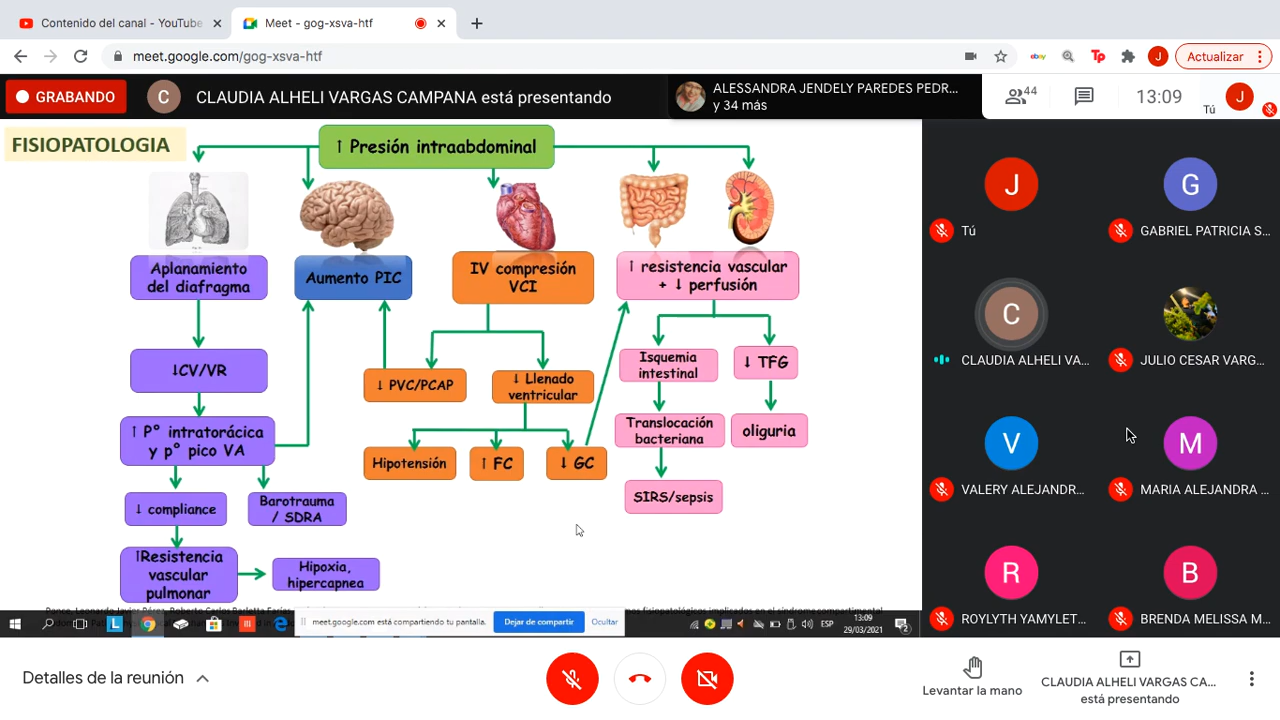 Contenido del canal - YouTube
Meet - gog-xsva-htf
meet.google.com/gog-xsva-htf
ebay
Tp
J
Actualizar
GRABANDO
C
CLAUDIA ALHELI VARGAS CAMPANA está presentando
ALESSANDRA JENDELY PAREDES PEDR...
y 34 más
44
13:09
Tú
J
FISIOPATOLOGIA
↑ Presión intraabdominal
Aplanamiento
del diafragma
Aumento PIC
IV compresión
VCI
↑ resistencia vascular
+ ↓ perfusión
↓CV/VR
↓ PVC/PCAP
↓ Llenado
ventricular
Isquemia
intestinal
↓ TFG
↑ P° intratorácica
y p° pico VA
Hipotensión
↑ FC
↓ GC
Translocación
bacteriana
oliguria
↓ compliance
Barotrauma
/ SDRA
SIRS/sepsis
↑Resistencia
vascular
pulmonar
Hipoxia,
hipercapnea
meet.google.com está compartiendo tu pantalla.
Dejar de compartir
Ocultar
ESP
13:09
29/03/2021
2
J
Tú
G
GABRIEL PATRICIA S...
C
CLAUDIA ALHELI VA...
JULIO CESAR VARG...
V
VALERY ALEJANDR...
M
MARIA ALEJANDRA ...
R
ROYLYTH YAMYLET...
B
BRENDA MELISSA M...
Detalles de la reunión
Levantar la mano
CLAUDIA ALHELI VARGAS CA...
está presentando